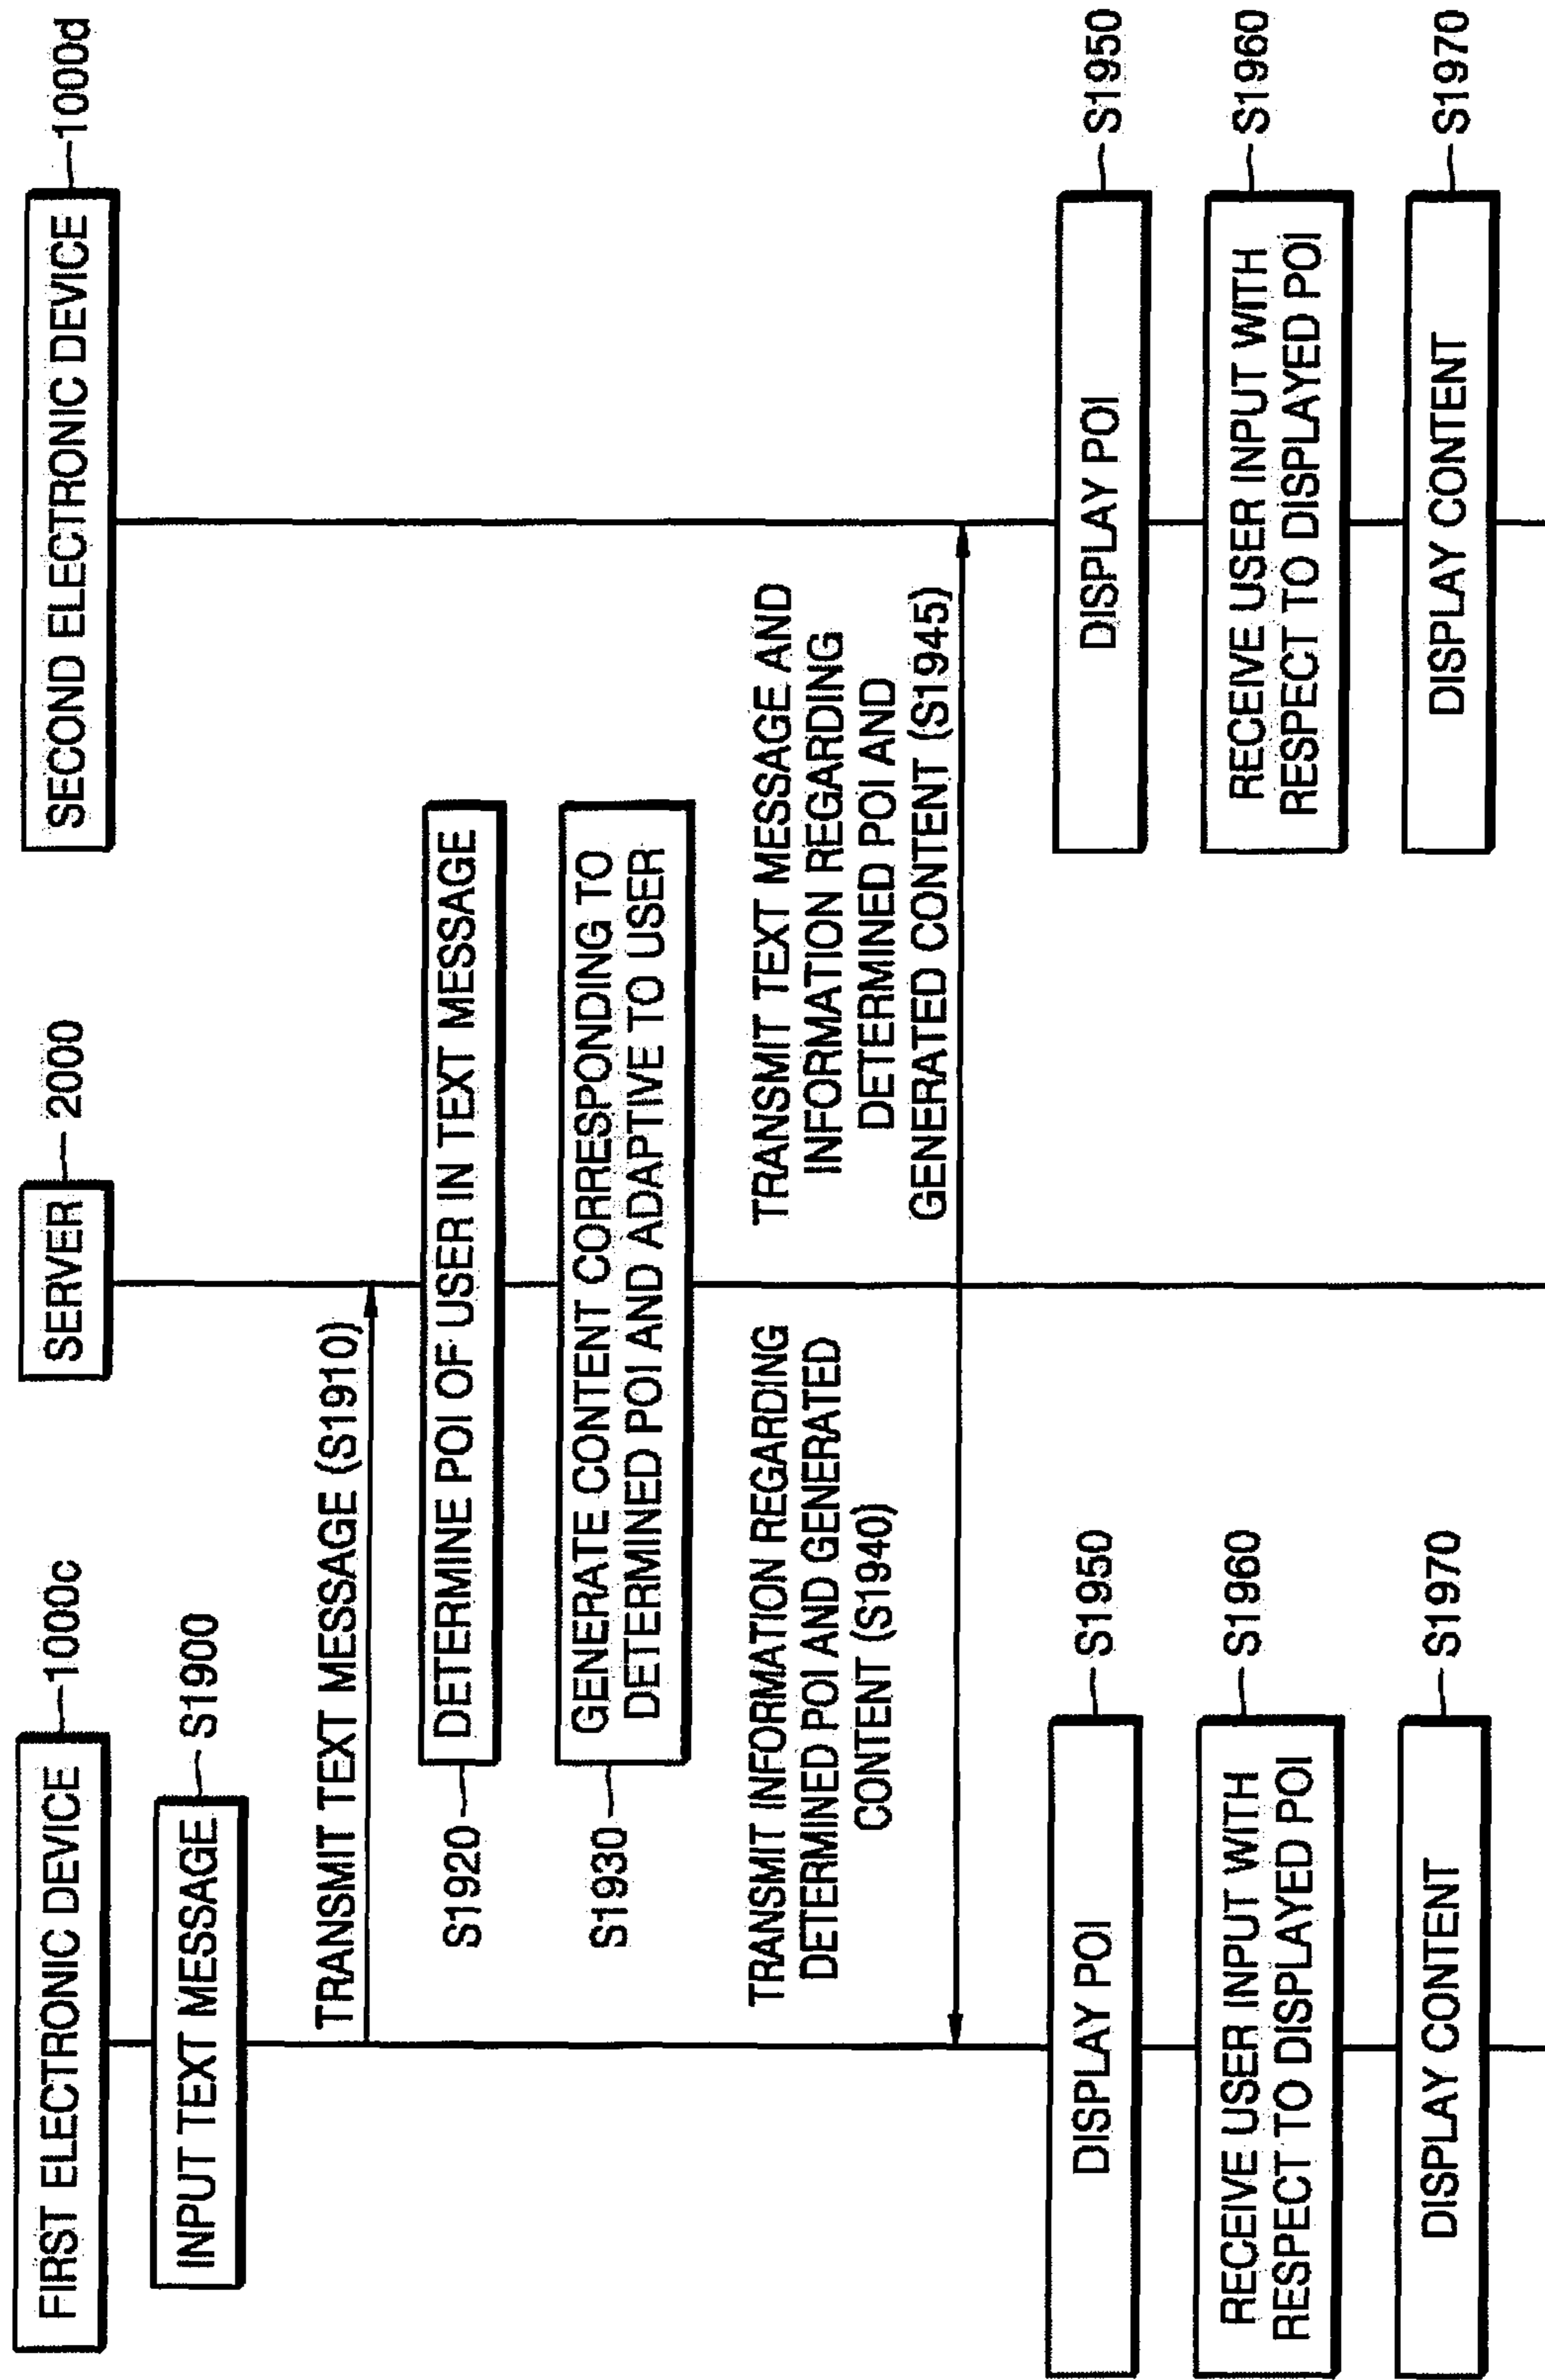 FIRST ELECTRONIC DEVICE
1000c
SERVER
2000
SECOND ELECTRONIC DEVICE
1000d
INPUT TEXT MESSAGE
S1900
TRANSMIT TEXT MESSAGE (S1910)
S1920
DETERMINE POI OF USER IN TEXT MESSAGE
S1930
GENERATE CONTENT CORRESPONDING TO
DETERMINED POI AND ADAPTIVE TO USER
TRANSMIT INFORMATION REGARDING
DETERMINED POI AND GENERATED
CONTENT (S1940)
TRANSMIT TEXT MESSAGE AND
INFORMATION REGARDING
DETERMINED POI AND
GENERATED CONTENT (S1945)
DISPLAY POI
S1950
DISPLAY POI
S1950
RECEIVE USER INPUT WITH
RESPECT TO DISPLAYED POI
S1960
RECEIVE USER INPUT WITH
RESPECT TO DISPLAYED POI
S1960
DISPLAY CONTENT
S1970
DISPLAY CONTENT
S1970